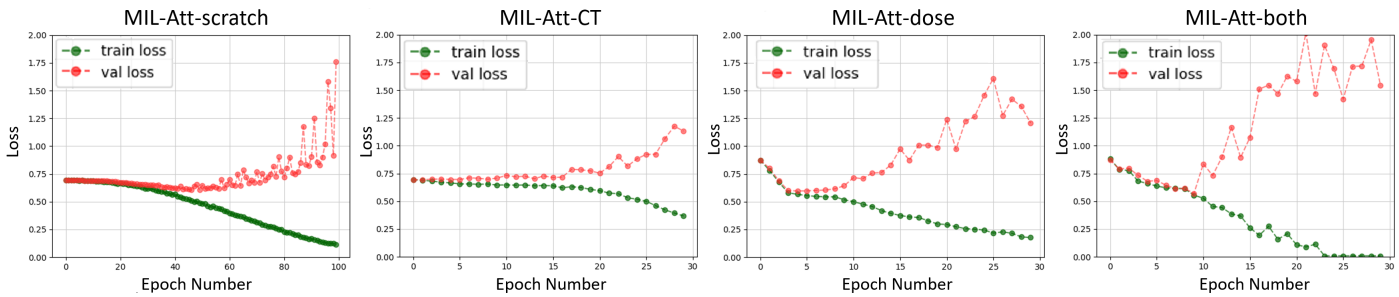 MIL-Att-scratch
2.00
1.75
1.50
1.25
1.00
0.75
0.50
0.25
0.00
Loss
train loss
val loss
0 20 40 60 80 100
Epoch Number
MIL-Att-CT
2.00
1.75
1.50
1.25
1.00
0.75
0.50
0.25
0.00
Loss
train loss
val loss
0 5 10 15 20 25 30
Epoch Number
MIL-Att-dose
2.00
1.75
1.50
1.25
1.00
0.75
0.50
0.25
0.00
Loss
train loss
val loss
0 5 10 15 20 25 30
Epoch Number
MIL-Att-both
2.00
1.75
1.50
1.25
1.00
0.75
0.50
0.25
0.00
Loss
train loss
val loss
0 5 10 15 20 25 30
Epoch Number